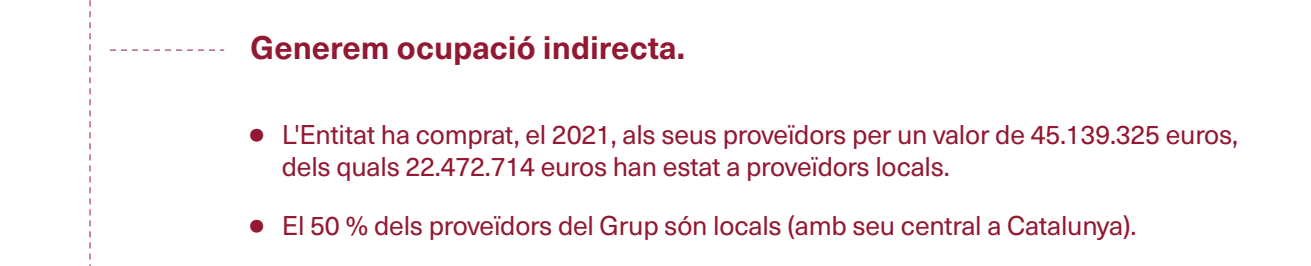 Generem ocupació indirecta.
● L'Entitat ha comprat, el 2021, als seus proveïdors per un valor de 45.139.325 euros,
dels quals 22.472.714 euros han estat a proveïdors locals.
● El 50 % dels proveïdors del Grup són locals (amb seu central a Catalunya).